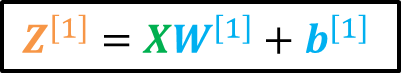 Z[1] = XW[1] + b[1]